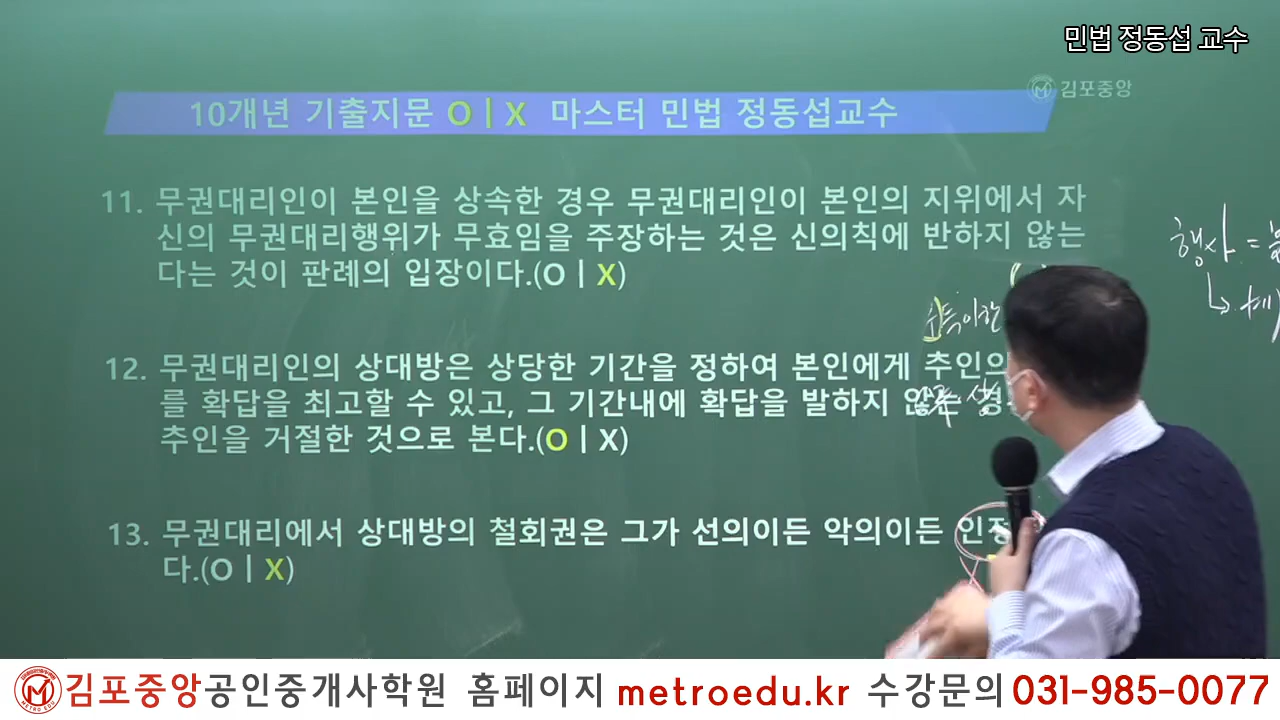 민법 정동섭 교수
김포중앙
10개년 기출지문 O | X 마스터 민법 정동섭교수
11. 무권대리인이 본인을 상속한 경우 무권대리인이 본인의 지위에서 자
신의 무권대리행위가 무효임을 주장하는 것은 신의칙에 반하지 않는
다는 것이 판례의 입장이다.(O | X)
행사 =
12. 무권대리인의 상대방은 상당한 기간을 정하여 본인에게 추인의
를 확답을 최고할 수 있고, 그 기간내에 확답을 발하지 않은
추인을 거절한 것으로 본다.(O | X)
13. 무권대리에서 상대방의 철회권은 그가 선의이든 악의이든 인정
다.(O | X)
METRO EDU
김포중앙공인중개사학원 홈페이지 metroedu.kr 수강문의 031-985-0077